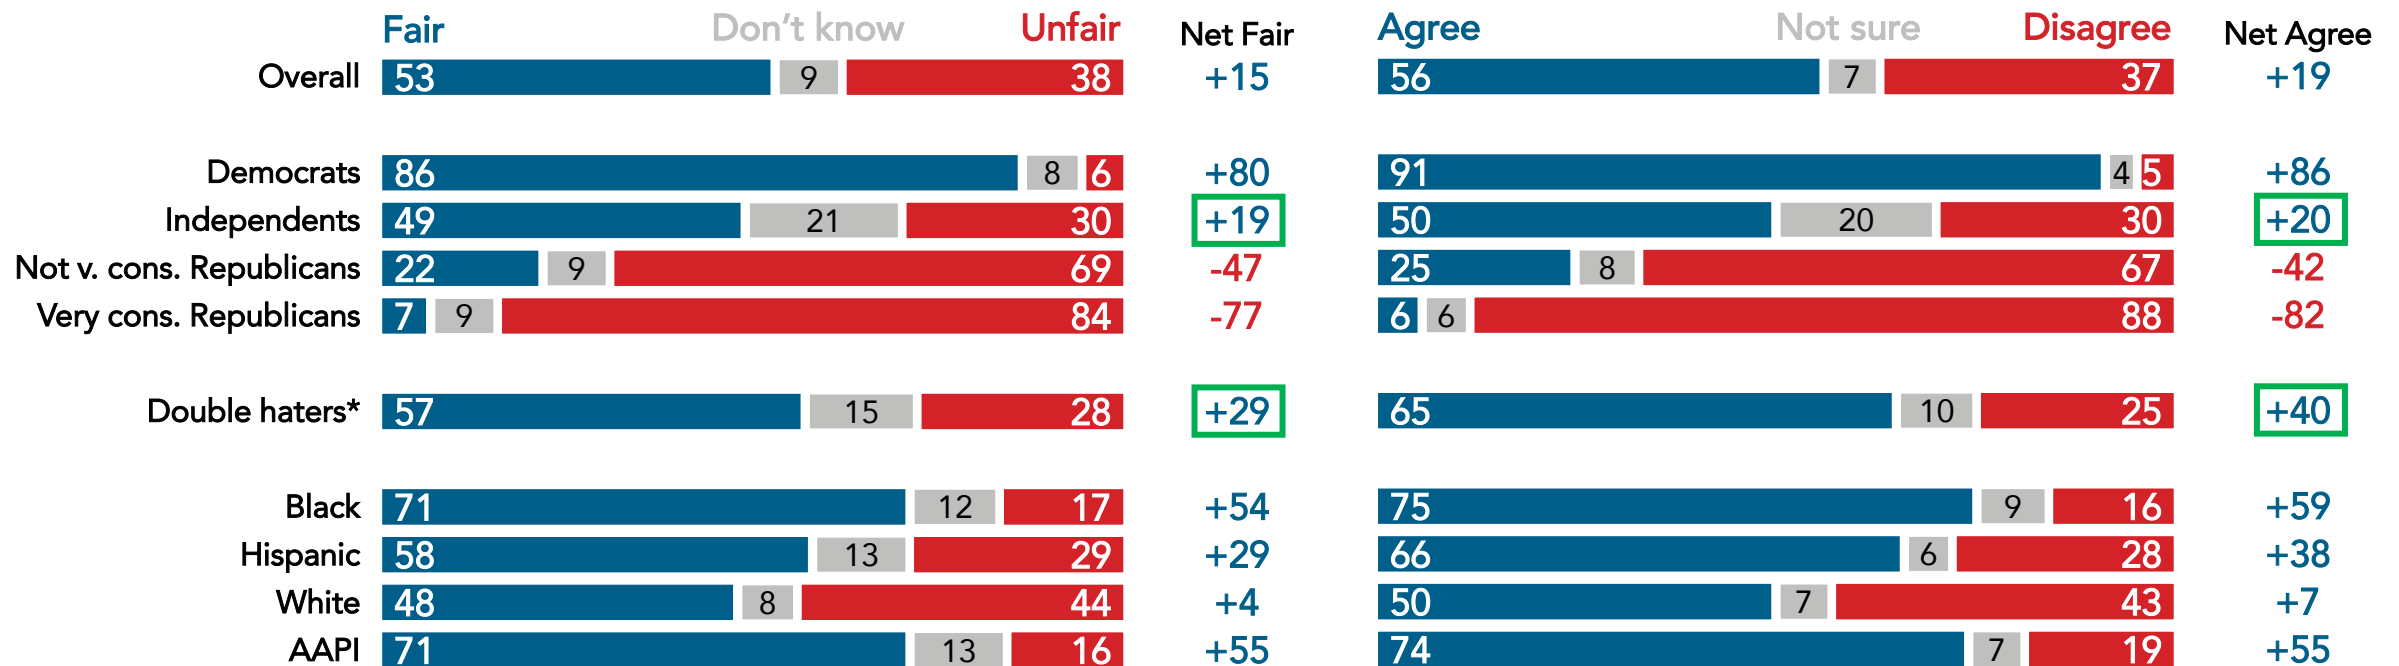 Fair Don't know Unfair Net Fair Agree Not sure Disagree Net Agree
Overall 53 9 38 +15 56 7 37 +19
Democrats 86 8 6 +80 91 4 5 +86
Independents 49 21 30 +19 50 20 30 +20
Not v. cons. Republicans 22 9 69 -47 25 8 67 -42
Very cons. Republicans 7 9 84 -77 6 6 88 -82
Double haters* 57 15 28 +29 65 10 25 +40
Black 71 12 17 +54 75 9 16 +59
Hispanic 58 13 29 +29 66 6 28 +38
White 48 8 44 +4 50 7 43 +7
AAPI 71 13 16 +55 74 7 19 +55